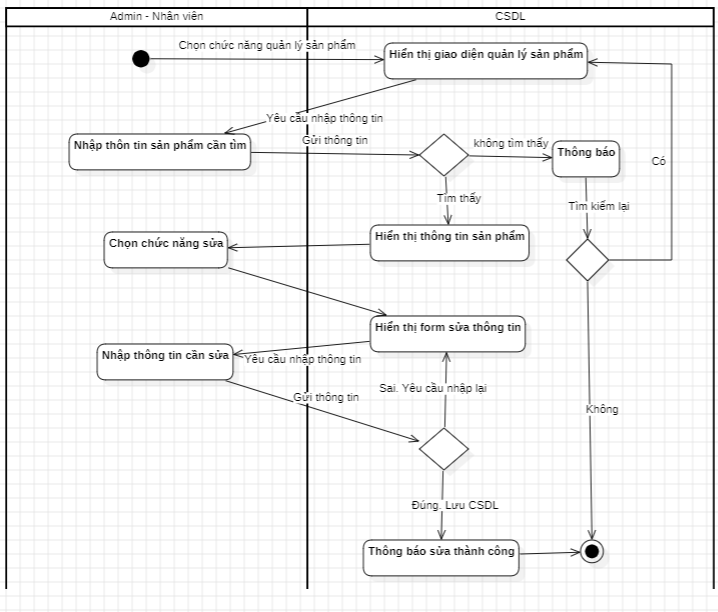 Admin - Nhân viên
CSDL
Chọn chức năng quản lý sản phẩm
Hiển thị giao diện quản lý sản phẩm
Yêu cầu nhập thông tin
Nhập thôn tin sản phẩm cần tìm
Gửi thông tin
không tìm thấy
Thông báo
Có
Tìm thấy
Tìm kiếm lại
Chọn chức năng sửa
Hiển thị thông tin sản phẩm
Hiển thị form sửa thông tin
Nhập thông tin cần sửa
Yêu cầu nhập thông tin
Sai. Yêu cầu nhập lại
Gửi thông tin
Không
Đúng. Lưu CSDL
Thông báo sửa thành công